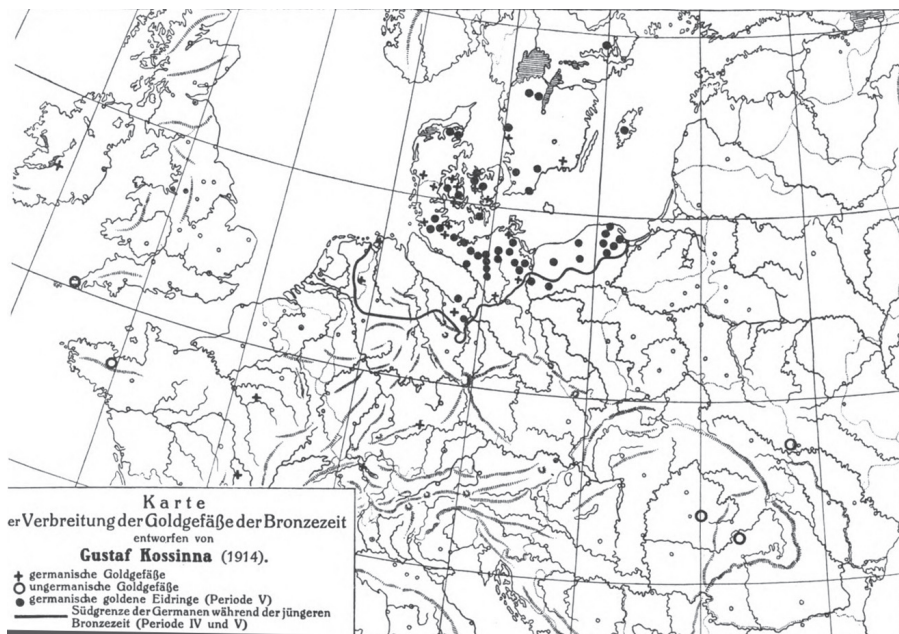 Karte
er Verbreitung der Goldgefäße der Bronzezeit
entworfen von
Gustaf Kossinna (1914).
germanische Goldgefäße
ungermanische Goldgefäße
germanische goldene Eidringe (Periode V)
Südgrenze der Germanen während der jüngeren
Bronzezeit (Periode IV und V)